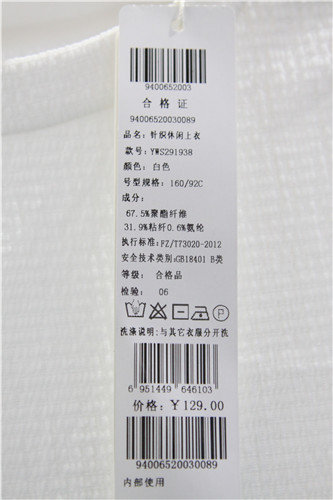 9400652003
合格证
94006520030089
品名：针织休闲上衣
款号：YWS291938
颜色：白色
号型规格：160/92C
成分：
67.5%聚酯纤维
31.9%粘纤0.6%氨纶
执行标准：FZ/T73020-2012
安全技术类别：GB18401 B类
等级： 合格品
检验： 06
洗涤说明：与其它衣服分开洗
6 951449 646103
价格：￥129.00
94006520030089
内部使用